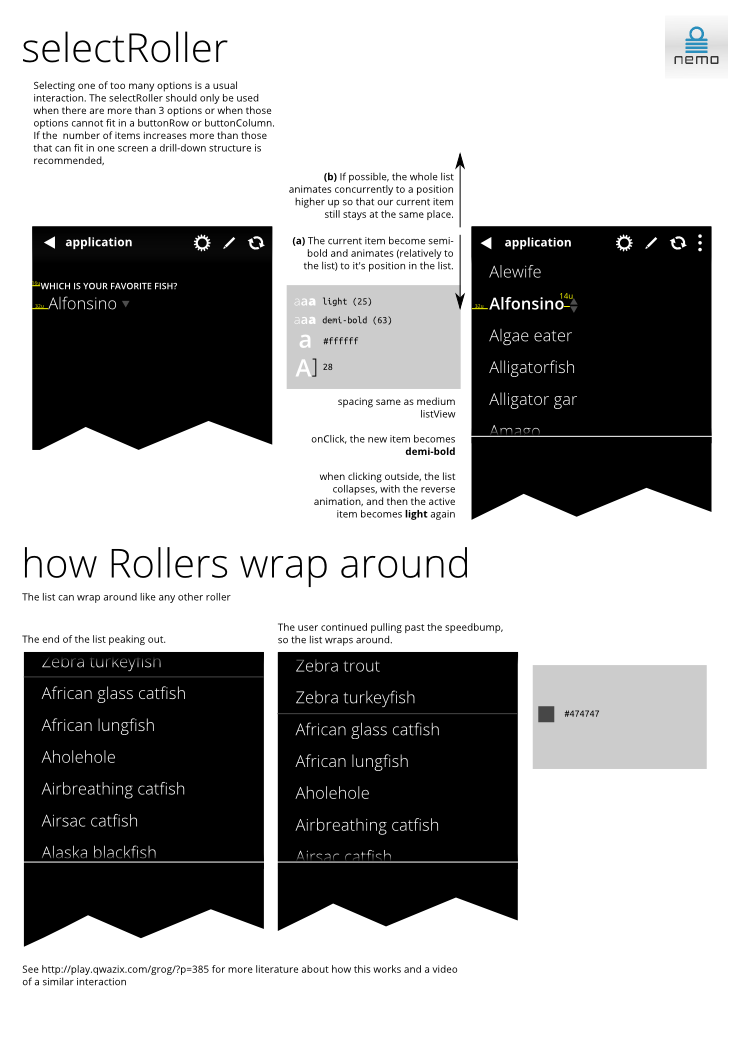 selectRoller
nemo
Selecting one of too many options is a usual
interaction. The selectRoller should only be used
when there are more than 3 options or when those
options cannot fit in a buttonRow or buttonColumn.
If the  number of items increases more than those
that can fit in one screen a drill-down structure is
recommended,
(b) If possible, the whole list
animates concurrently to a position
higher up so that our current item
still stays at the same place.
(a) The current item become semi-
bold and animates (relatively to
the list) to it's position in the list.
application
WHICH IS YOUR FAVORITE FISH?
Alfonsino
aaa light (25)
aaa demi-bold (63)
a #ffffff
A] 28
spacing same as medium
listView
onClick, the new item becomes
demi-bold
when clicking outside, the list
collapses, with the reverse
animation, and then the active
item becomes light again
application
Alewife
14u
Alfonsino
Algae eater
Alligatorfish
Alligator gar
Amago
how Rollers wrap around
The list can wrap around like any other roller
The end of the list peaking out.
Zebra turkeyfish
African glass catfish
African lungfish
Aholehole
Airbreathing catfish
Airsac catfish
Alaska blackfish
The user continued pulling past the speedbump,
so the list wraps around.
Zebra trout
Zebra turkeyfish
African glass catfish
African lungfish
Aholehole
Airbreathing catfish
Airsac catfish
#474747
See http://play.qwazix.com/grog/?p=385 for more literature about how this works and a video
of a similar interaction